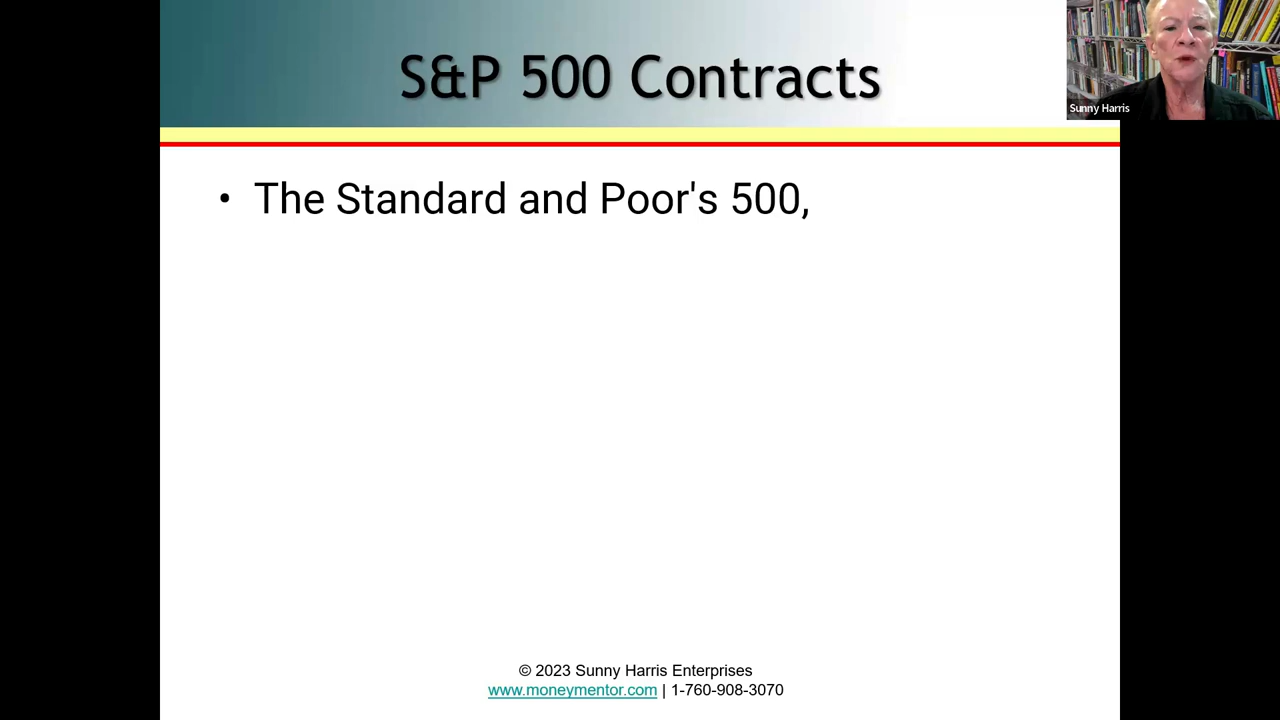 S&P 500 Contracts
Sunny Harris
• The Standard and Poor's 500,
© 2023 Sunny Harris Enterprises
www.moneymentor.com | 1-760-908-3070